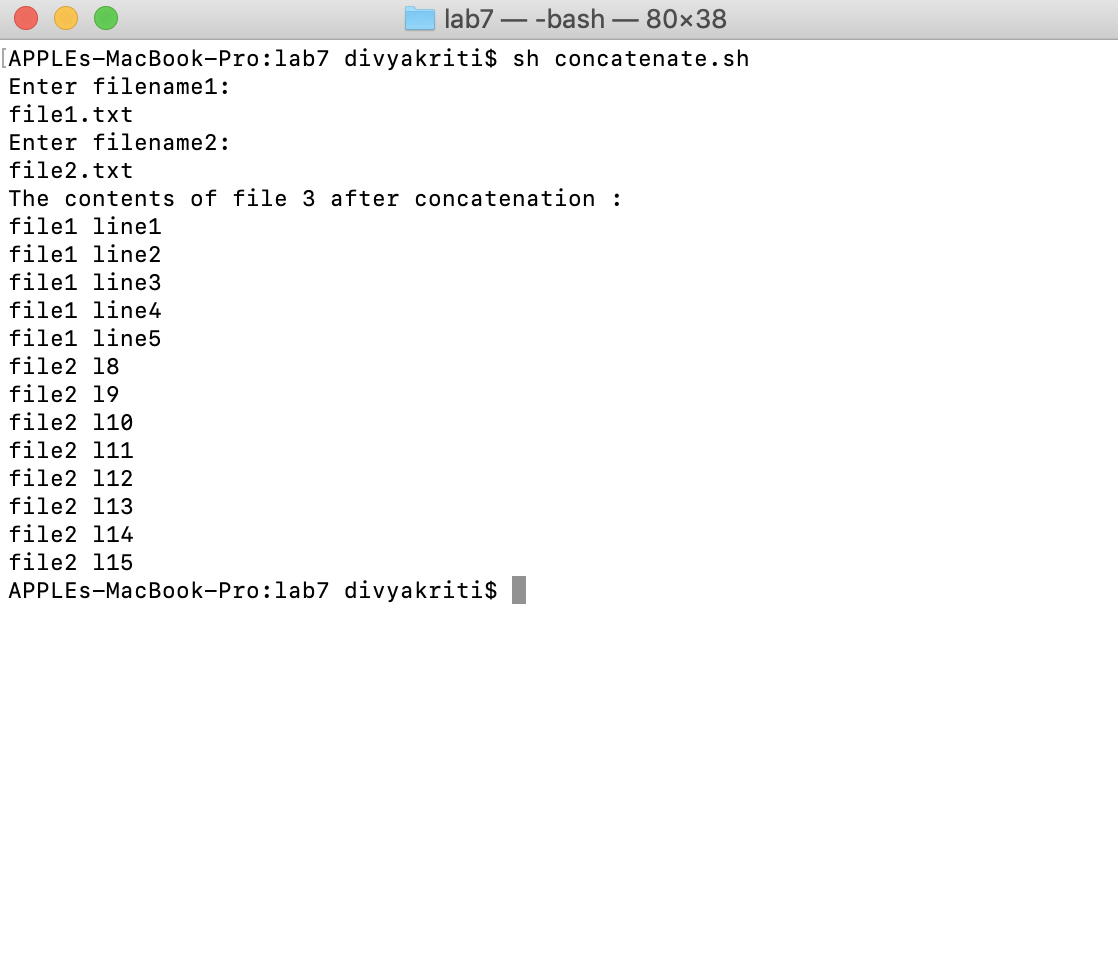 lab7 — -bash — 80×38
[APPLEs-MacBook-Pro:lab7 divyakriti$ sh concatenate.sh
Enter filename1:
file1.txt
Enter filename2:
file2.txt
The contents of file 3 after concatenation :
file1 line1
file1 line2
file1 line3
file1 line4
file1 line5
file2 l8
file2 l9
file2 l10
file2 l11
file2 l12
file2 l13
file2 l14
file2 l15
APPLEs-MacBook-Pro:lab7 divyakriti$